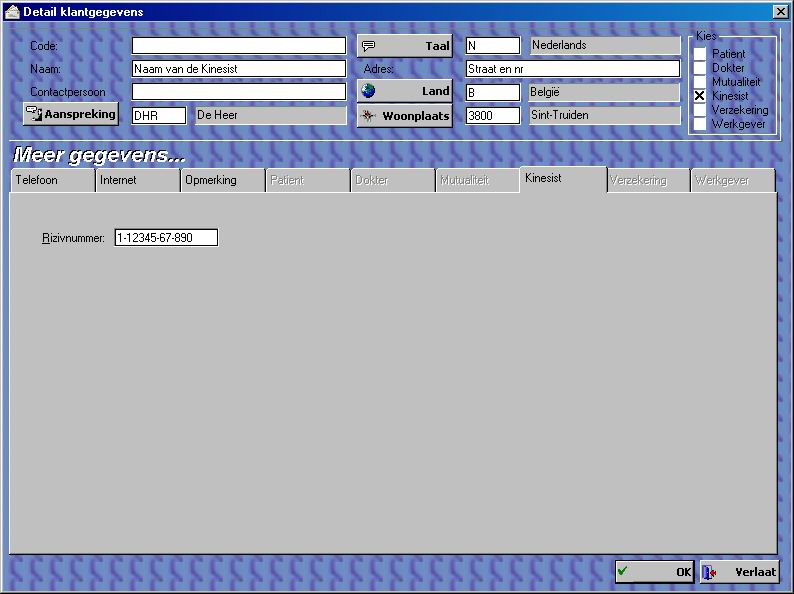 Detail klantgegevens
Code: Taal N Nederlands
Naam: Naam van de Kinesist Adres: Straat en nr
Contactpersoon Land B België
Aanspreking DHR De Heer Woonplaats 3800 Sint-Truiden
Kies
Patient
Dokter
Mutualiteit
Kinesist
Verzekering
Werkgever
Meer gegevens...
Telefoon Internet Opmerking Patient Dokter Mutualiteit Kinesist Verzekering Werkgever
Rizivnummer: 1-12345-67-890
OK Verlaat